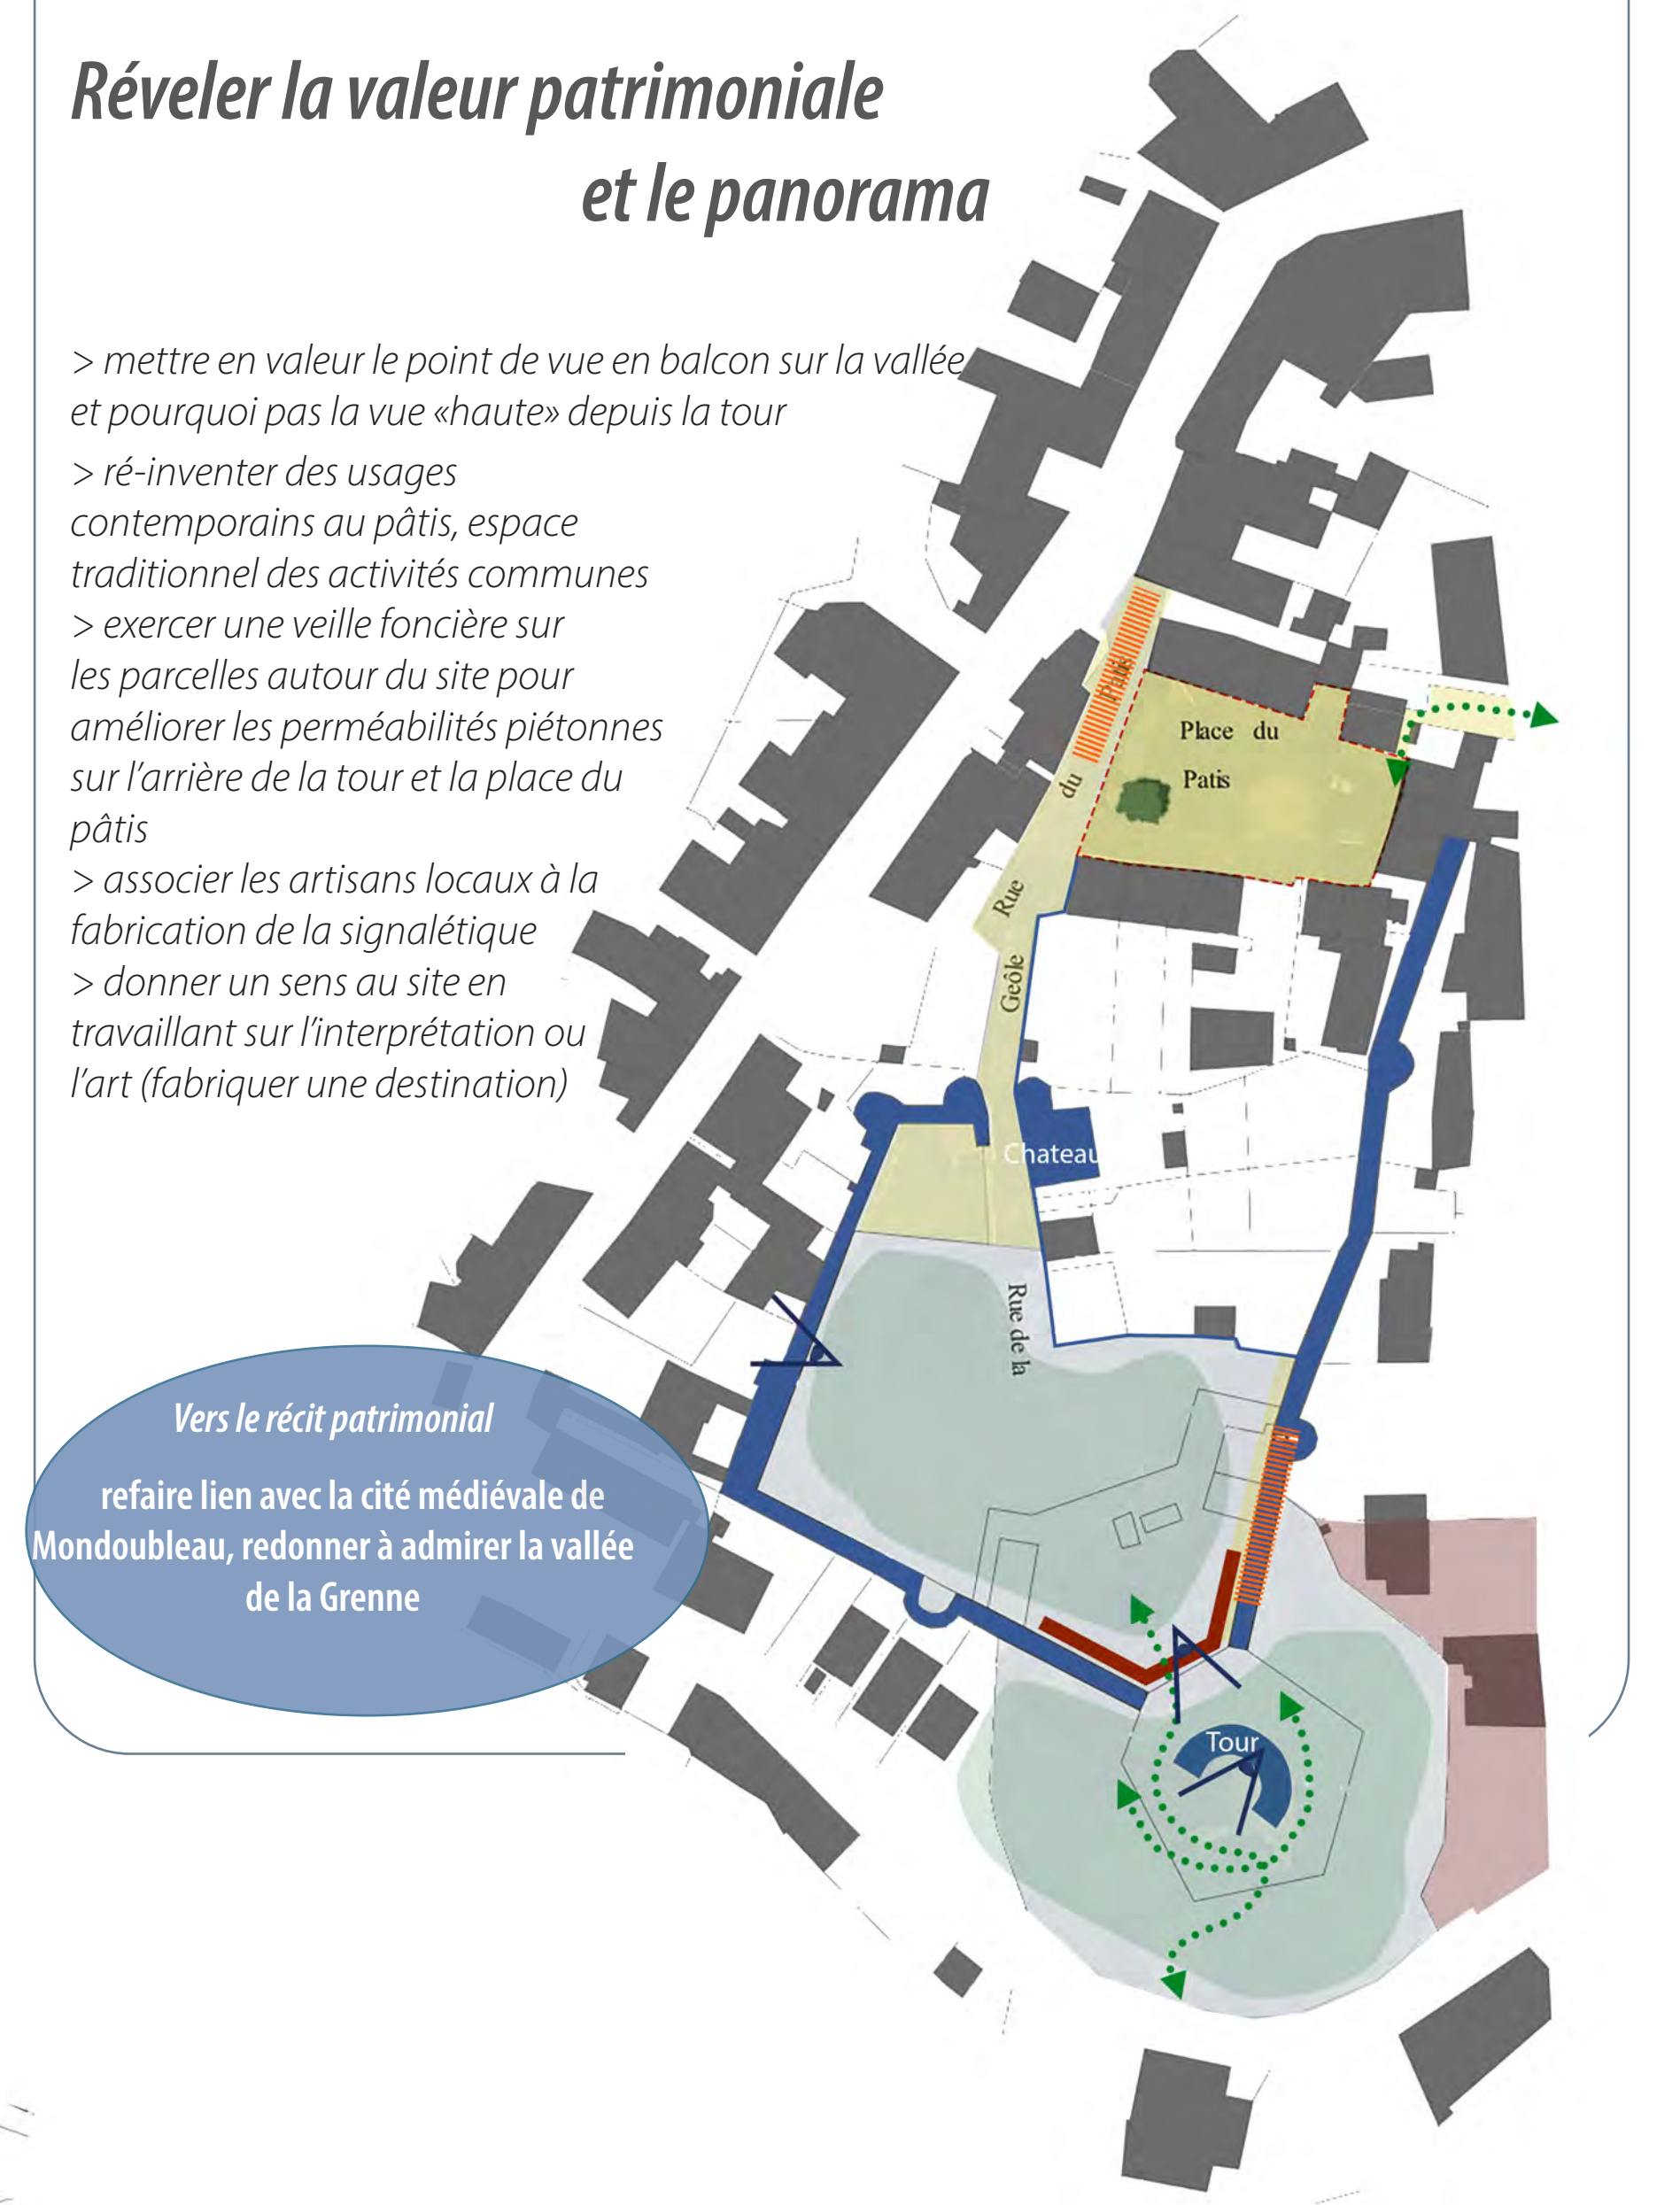 Réveler la valeur patrimoniale
et le panorama
> mettre en valeur le point de vue en balcon sur la vallée
et pourquoi pas la vue «haute» depuis la tour
> ré-inventer des usages
contemporains au pâtis, espace
traditionnel des activités communes
> exercer une veille foncière sur
les parcelles autour du site pour
améliorer les perméabilités piétonnes
sur l'arrière de la tour et la place du
pâtis
> associer les artisans locaux à la
fabrication de la signalétique
> donner un sens au site en
travaillant sur l'interprétation ou
l'art (fabriquer une destination)
Patis
du
Rue
Place du
Patis
Geôle
Chateau
Rue de la
Tour
Vers le récit patrimonial
refaire lien avec la cité médiévale de
Mondoubleau, redonner à admirer la vallée
de la Grenne